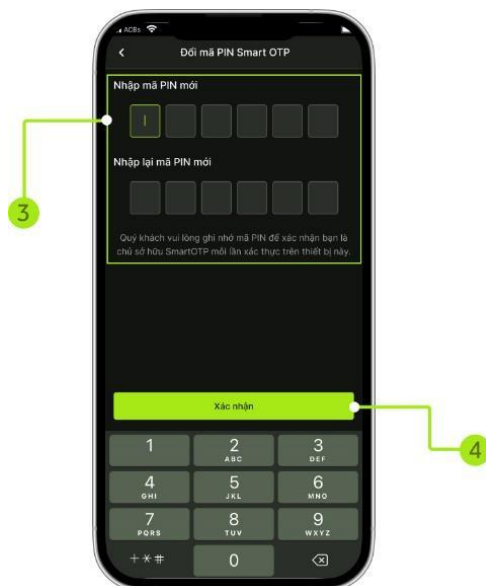 ACBs
Đổi mã PIN Smart OTP
Nhập mã PIN mới
Nhập lại mã PIN mới
3
Quý khách vui lòng ghi nhớ mã PIN để xác nhận bạn là
chủ sở hữu SmartOTP mỗi lần xác thực trên thiết bị này.
Xác nhận
4
1
2 ABC
3 DEF
4 GHI
5 JKL
6 MNO
7 PQRS
8 TUV
9 WXYZ
+ * #
0